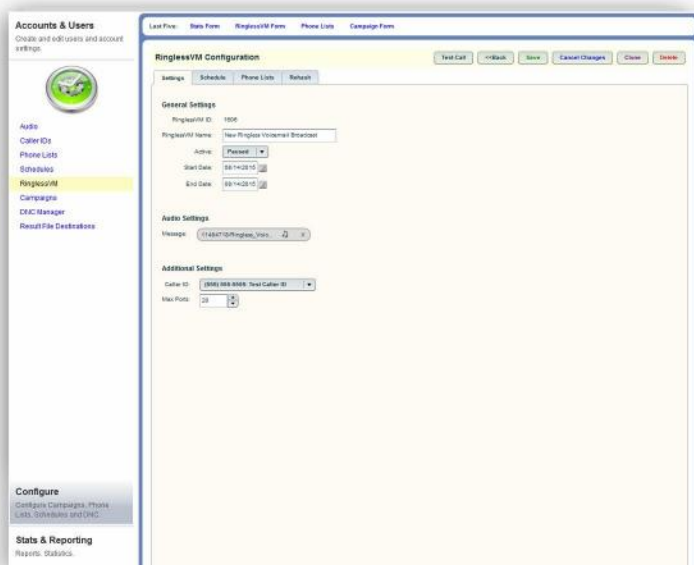 Accounts & Users
Create and edit users and account
settings.
Audio
Caller IDs
Phone Lists
Schedules
RinglessVM
Campaigns
DNC Manager
Result File Destinations
Configure
Configure Campaigns, Phone
Lists, Schedules and DNC.
Stats & Reporting
Reports. Statistics.
Last Five: Stats Form RinglessVM Form Phone Lists Campaign Form
RinglessVM Configuration
Test Call <<Back Save Cancel Changes Clone Delete
Settings Schedule Phone Lists Rehash
General Settings
RinglessVM ID: 1606
RinglessVM Name: New Ringless Voicemail Broadcast
Active: Paused
Start Date:
End Date:
Audio Settings
Message:
Additional Settings
Caller ID: Test Caller ID
Max Ports: 20